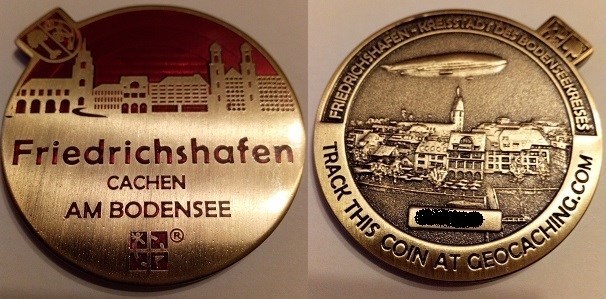 Friedrichshafen
CACHEN
AM BODENSEE
®
FRIEDRICHSHAFEN - KREISSTADT DES BODENSEEKREISES
TRACK THIS COIN AT GEOCACHING.COM